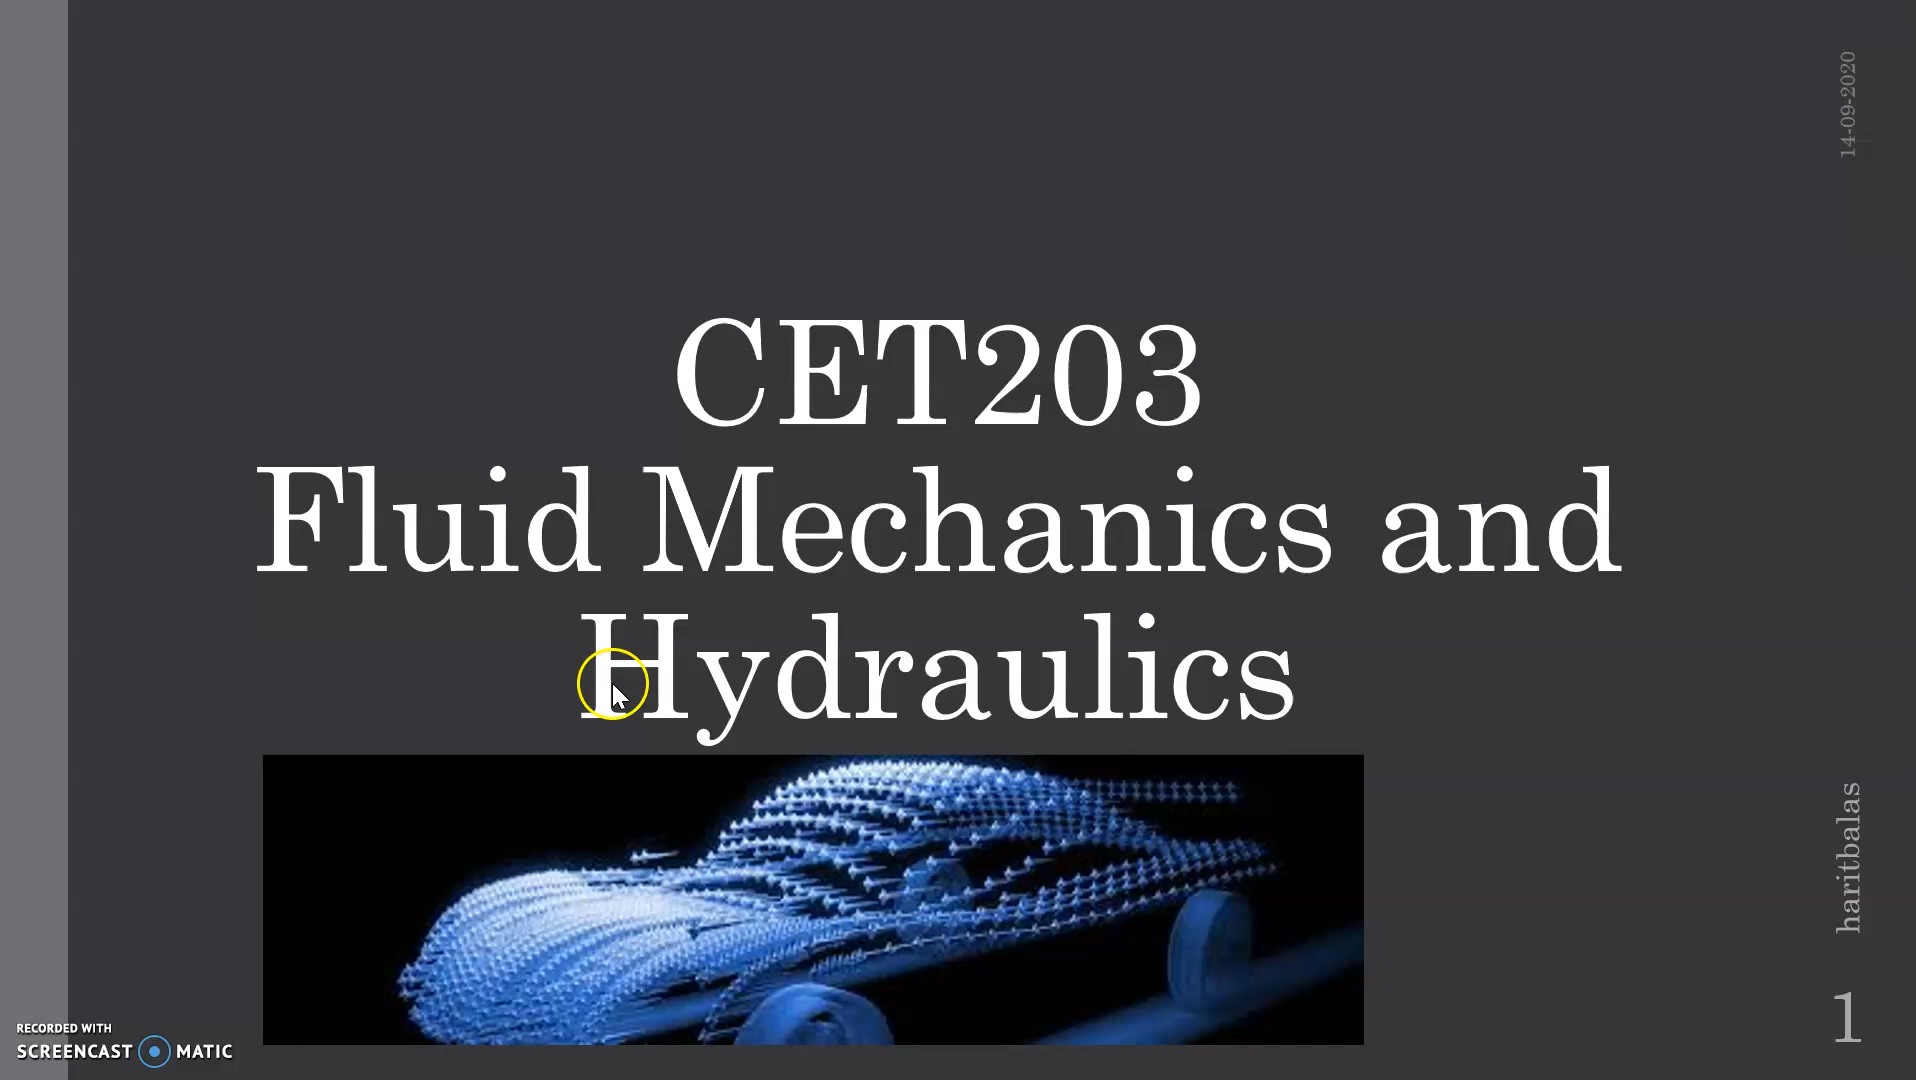 14-09-2020
CET203
Fluid Mechanics and
Hydraulics
haritbalas
1
RECORDED WITH
SCREENCAST MATIC